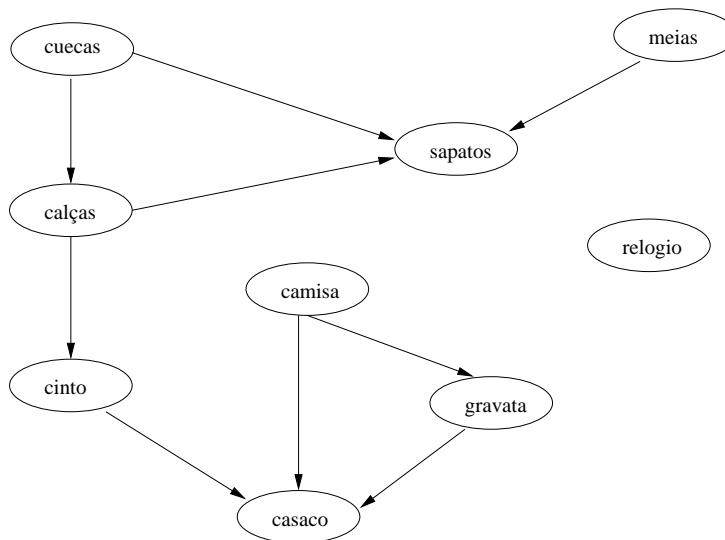 cuecas
meias
sapatos
calças
relogio
camisa
cinto
gravata
casaco